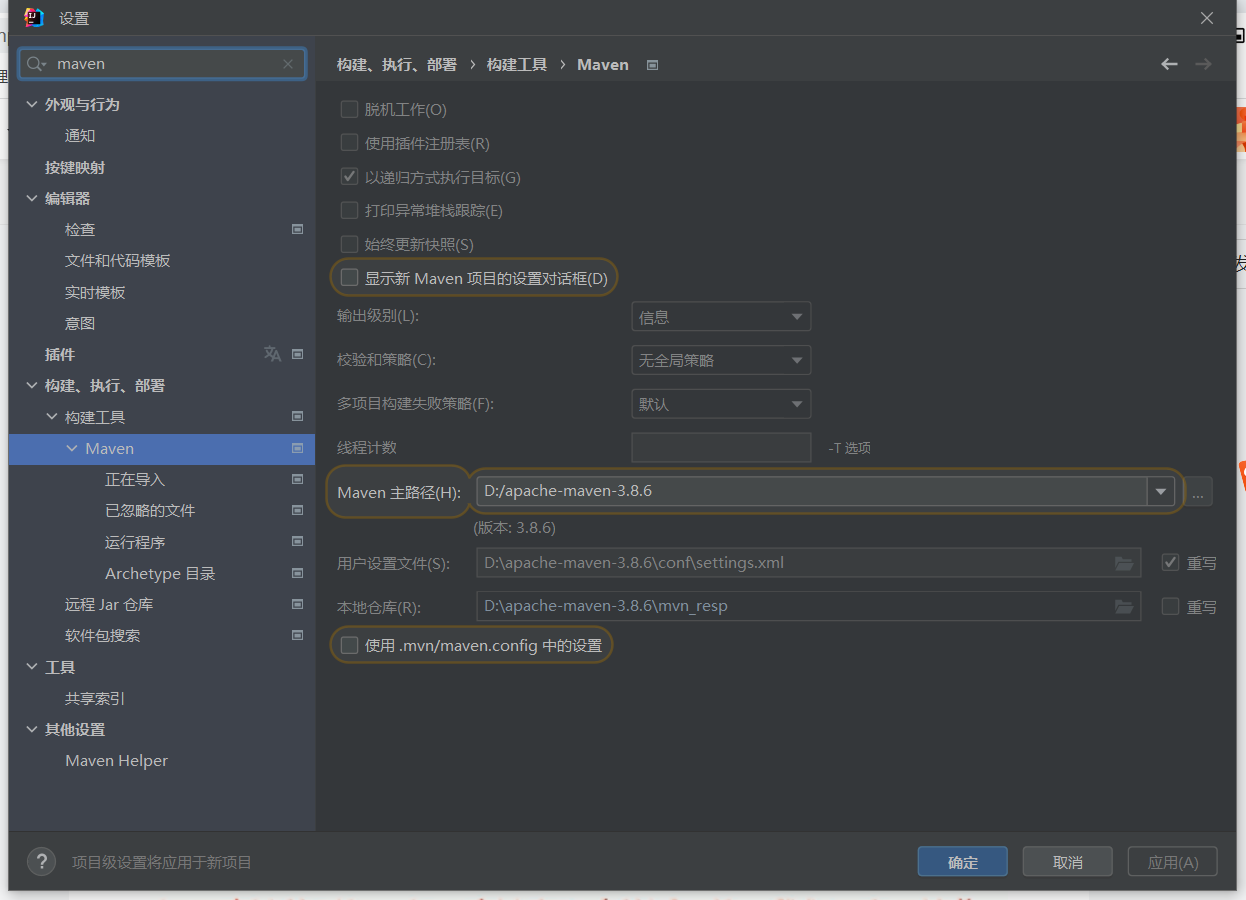 设置
maven
外观与行为
通知
按键映射
编辑器
检查
文件和代码模板
实时模板
意图
插件
构建、执行、部署
构建工具
Maven
正在导入
已忽略的文件
运行程序
Archetype 目录
远程 Jar 仓库
软件包搜索
工具
共享索引
其他设置
Maven Helper
构建、执行、部署 › 构建工具 › Maven
脱机工作(O)
使用插件注册表(R)
以递归方式执行目标(G)
打印异常堆栈跟踪(E)
始终更新快照(S)
显示新 Maven 项目的设置对话框(D)
输出级别(L): 信息
校验和策略(C): 无全局策略
多项目构建失败策略(F): 默认
线程计数 -T 选项
Maven 主路径(H): D:/apache-maven-3.8.6 ...
(版本: 3.8.6)
用户设置文件(S): D:\apache-maven-3.8.6\conf\settings.xml 重写
本地仓库(R): D:\apache-maven-3.8.6\mvn_resp 重写
使用 .mvn/maven.config 中的设置
? 项目级设置将应用于新项目 确定 取消 应用(A)